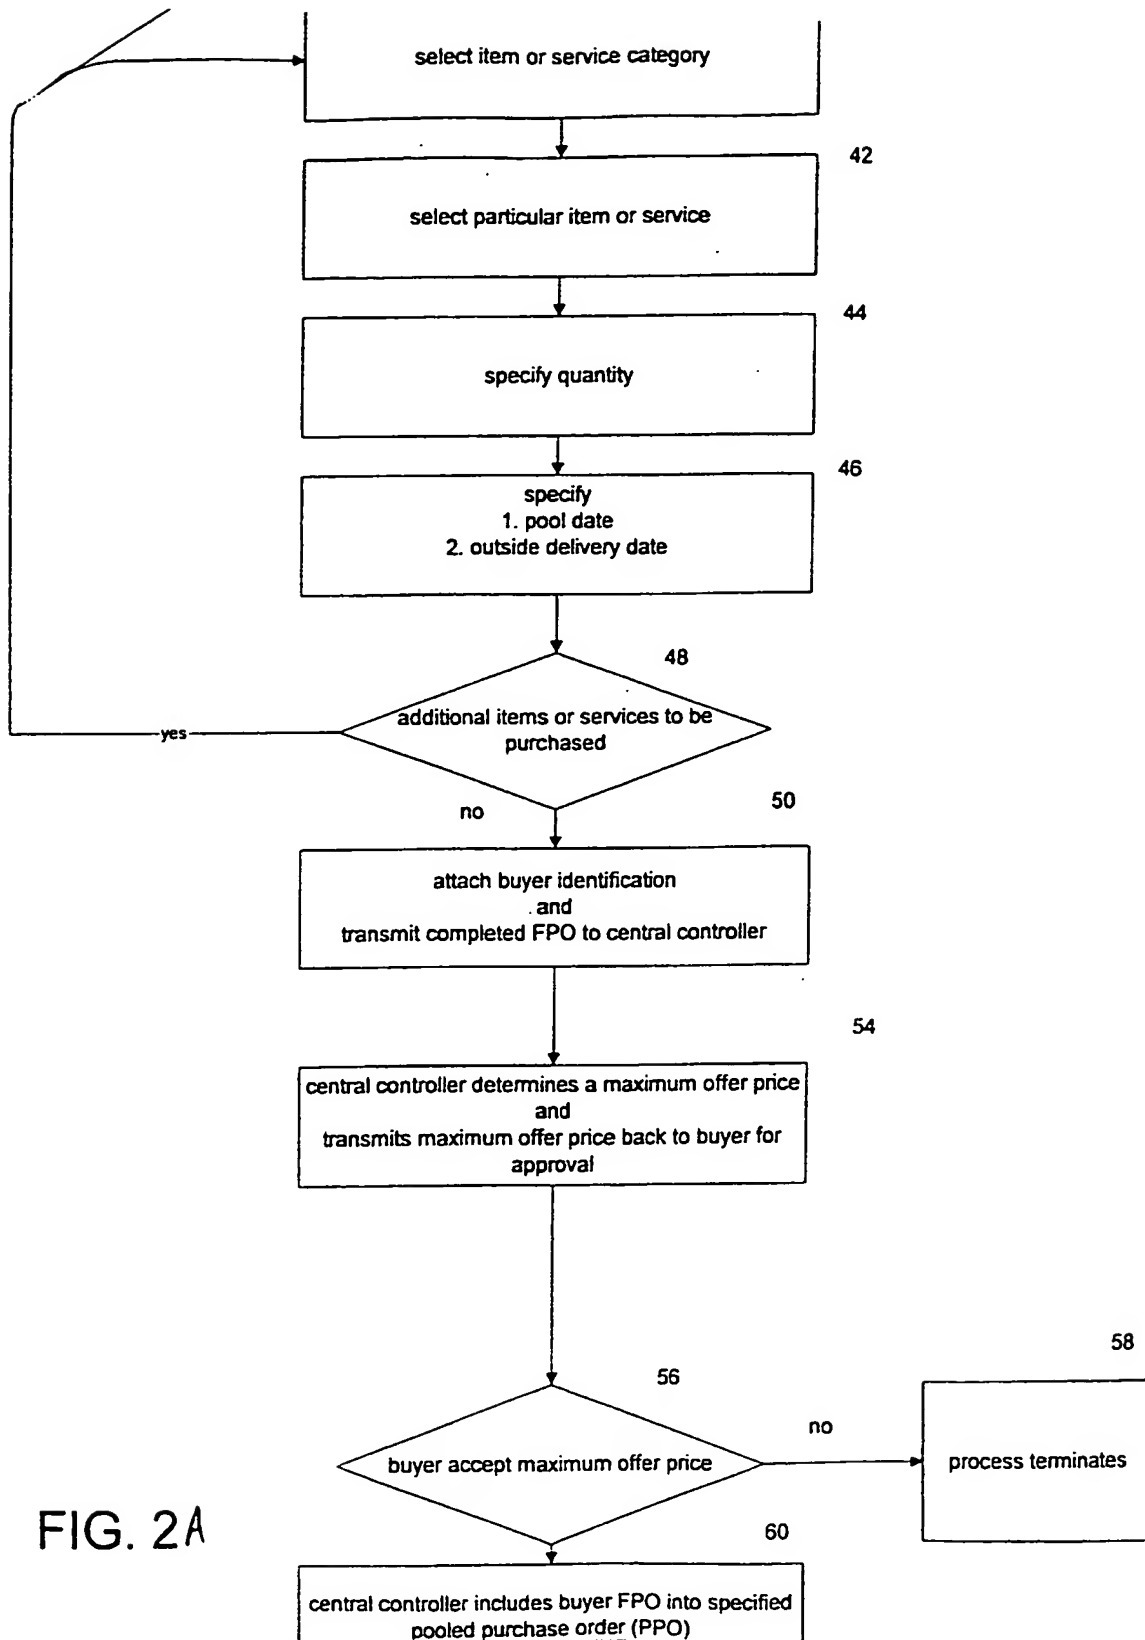 select item or service category
42
select particular item or service
44
specify quantity
46
specify
1. pool date
2. outside delivery date
48
additional items or services to be
purchased
yes
no
50
attach buyer identification
and
transmit completed FPO to central controller
54
central controller determines a maximum offer price
and
transmits maximum offer price back to buyer for
approval
56
58
buyer accept maximum offer price
no
process terminates
60
FIG. 2A
central controller includes buyer FPO into specified
pooled purchase order (PPO)